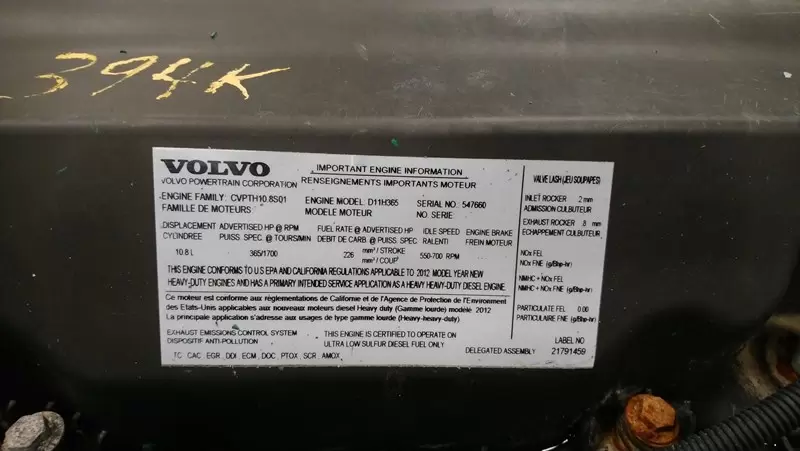 394K
VOLVO
VOLVO POWERTRAIN CORPORATION
IMPORTANT ENGINE INFORMATION
RENSEIGNEMENTS IMPORTANTS MOTEUR
ENGINE FAMILY: CVPTH10.8S01
FAMILLE DE MOTEURS
ENGINE MODEL: D11H365
MODELE MOTEUR
SERIAL NO: 547660
NO. SERIE
DISPLACEMENT ADVERTISED HP @ RPM FUEL RATE @ ADVERTISED HP IDLE SPEED ENGINE BRAKE
CYLINDREE PUISS. SPEC. @ TOURS/MIN DEBIT DE CARB. @ PUISS. SPEC. RALENTI FREIN MOTEUR
10.8 L 365/1700 226 mm³ / STROKE 550-700 RPM
mm³ / COUP
THIS ENGINE CONFORMS TO U.S EPA AND CALIFORNIA REGULATIONS APPLICABLE TO 2012 MODEL YEAR NEW
HEAVY-DUTY ENGINES AND HAS A PRIMARY INTENDED SERVICE APPLICATION AS A HEAVY HEAVY-DUTY DIESEL ENGINE.
Ce moteur est conforme aux réglementations de Californie et de l'Agence de Protection de l'Environment
des Etats-Unis applicables aux nouveaux moteurs diesel Heavy duty (Gamme lourde) modèle 2012
La principale application s'adresse aux usages de type gamme lourde (Heavy-heavy-duty)
EXHAUST EMISSIONS CONTROL SYSTEM
DISPOSITIF ANTI-POLLUTION
TC , CAC , EGR , DDI , ECM , DOC , PTOX , SCR , AMOX ,
THIS ENGINE IS CERTIFIED TO OPERATE ON
ULTRA LOW SULFUR DIESEL FUEL ONLY
DELEGATED ASSEMBLY
VALVE LASH (JEU SOUPAPES)
INLET ROCKER .2 mm
ADMISSION CULBUTEUR
EXHAUST ROCKER .8 mm
ECHAPPEMENT CULBUTEUR
NOx FEL
NOx FNE (g/Bhp-hr)
NMHC + NOx FEL
NMHC + NOx FNE (g/Bhp-hr)
PARTICULATE FEL 0.00
PARTICULAIRE FNE (g/Bhp-hr)
LABEL NO
21791459